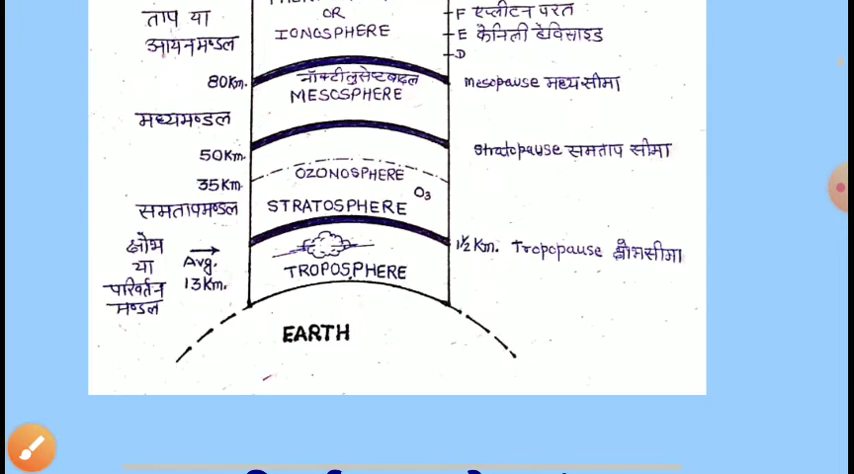 ताप या
आयनमण्डल
OR
IONOSPHERE
F एप्लीटन परत
E कैनिली हेविसाइड
D
80Km.
नॉक्टीलुसेण्ट बादल
MESOSPHERE
mesopause मध्य सीमा
मध्यमण्डल
50Km.
stratopause समताप सीमा
OZONOSPHERE
35Km.
O3
समतापमण्डल
STRATOSPHERE
क्षोभ
या
परिवर्तन
मण्डल
Avg.
13Km.
1½ Km. Tropopause क्षोभसीमा
TROPOSPHERE
EARTH